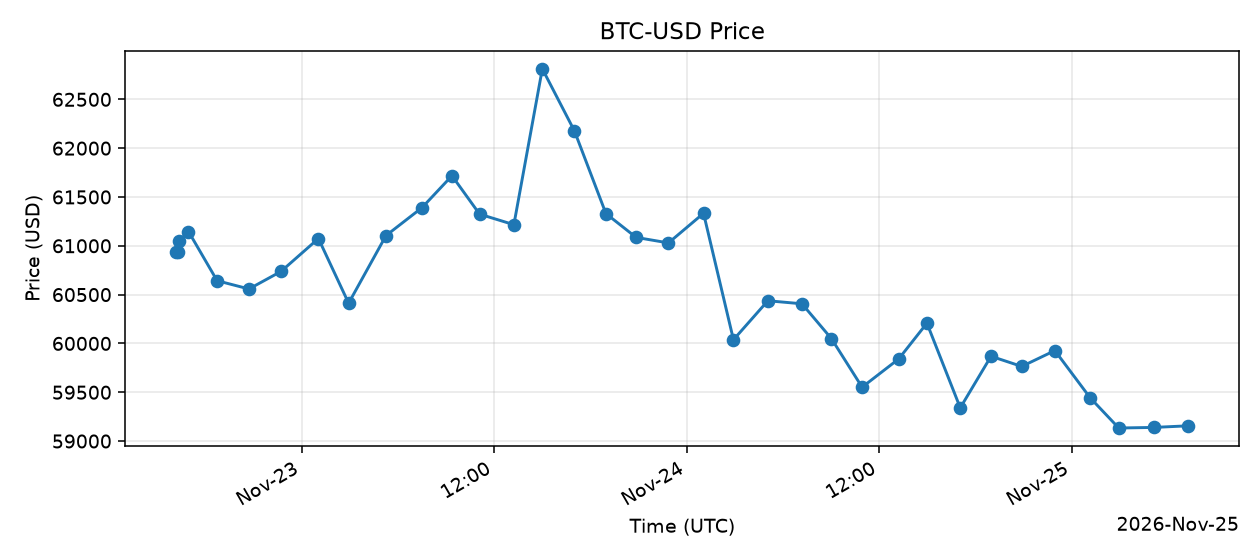 BTC-USD Price
Price (USD)
62500
62000
61500
61000
60500
60000
59500
59000
Nov-23
12:00
Nov-24
12:00
Nov-25
Time (UTC)
2026-Nov-25